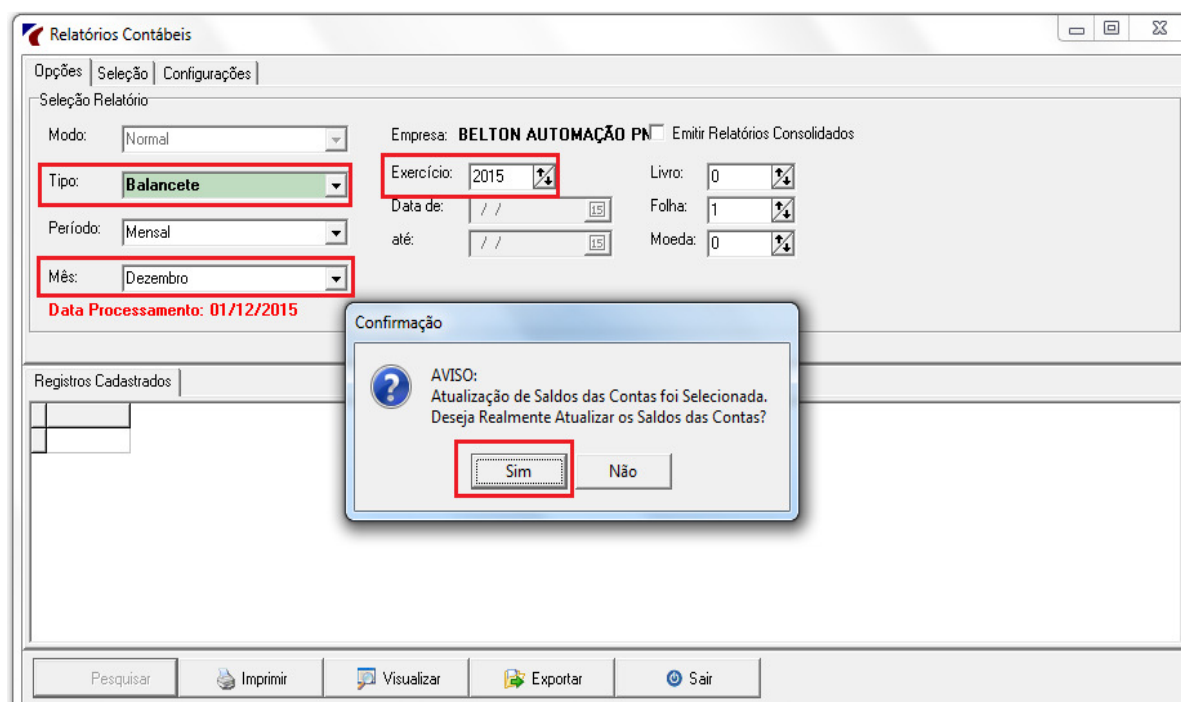 Relatórios Contábeis
Opções Seleção Configurações
Seleção Relatório
Modo: Normal Empresa: BELTON AUTOMAÇÃO PN Emitir Relatórios Consolidados
Tipo: Balancete Exercício: 2015 Livro: 0
Data de: / / 15 Folha: 1
Período: Mensal até: / / 15 Moeda: 0
Mês: Dezembro
Data Processamento: 01/12/2015
Confirmação
AVISO:
Atualização de Saldos das Contas foi Selecionada.
Deseja Realmente Atualizar os Saldos das Contas?
Sim Não
Registros Cadastrados
Pesquisar Imprimir Visualizar Exportar Sair